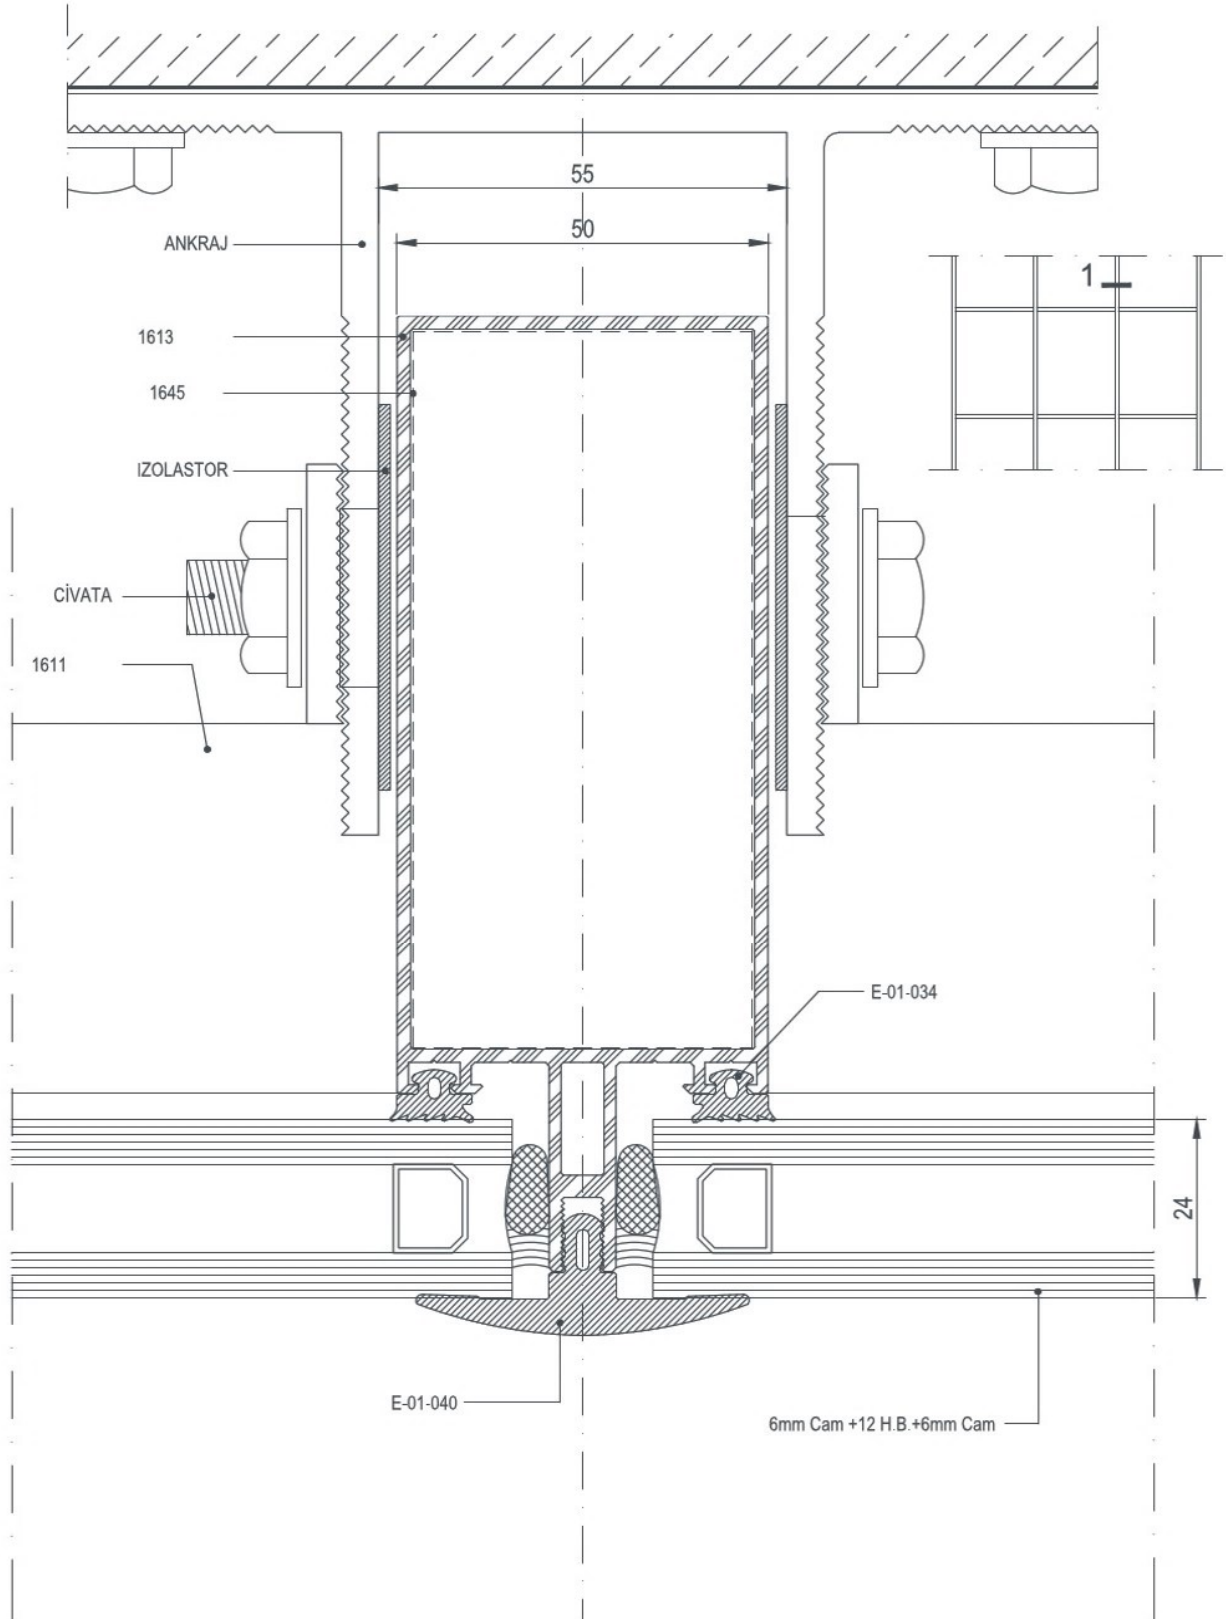 55
50
ANKRAJ
1
1613
1645
IZOLASTOR
CİVATA
1611
E-01-034
24
E-01-040
6mm Cam +12 H.B.+6mm Cam